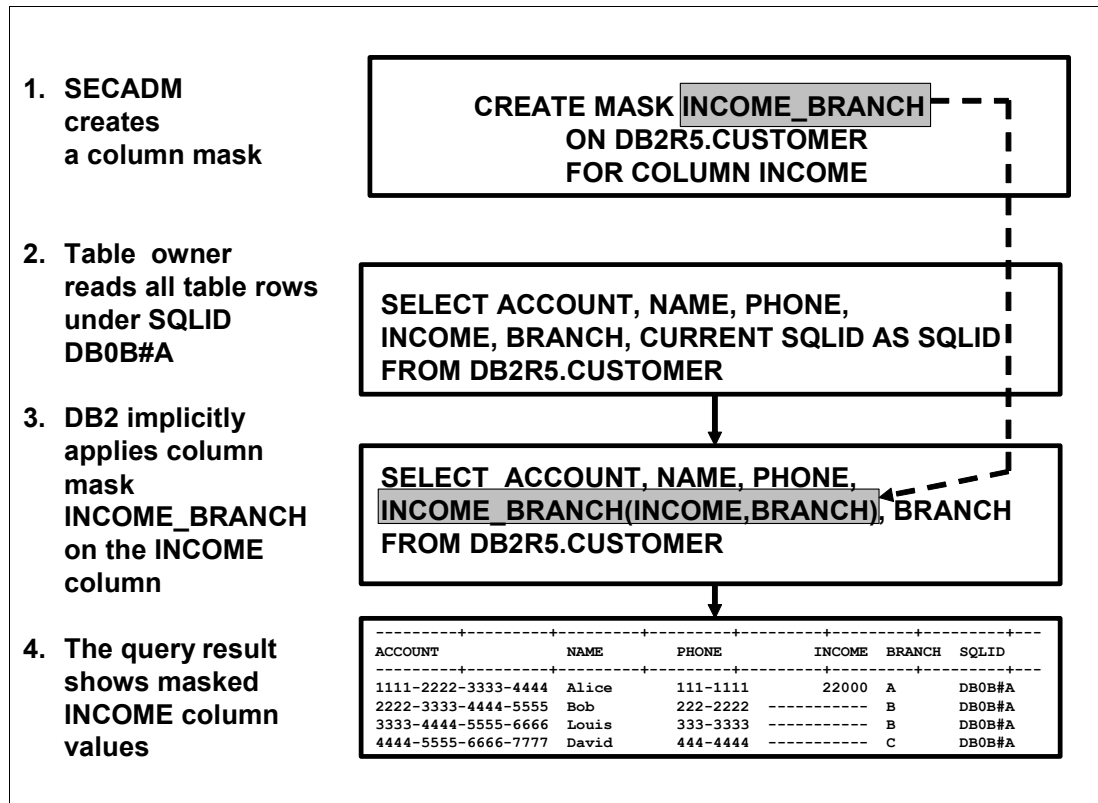 1. SECADM
creates
a column mask
CREATE MASK INCOME_BRANCH
ON DB2R5.CUSTOMER
FOR COLUMN INCOME
2. Table owner
reads all table rows
under SQLID
DB0B#A
SELECT ACCOUNT, NAME, PHONE,
INCOME, BRANCH, CURRENT SQLID AS SQLID
FROM DB2R5.CUSTOMER
3. DB2 implicitly
applies column
mask
INCOME_BRANCH
on the INCOME
column
SELECT ACCOUNT, NAME, PHONE,
INCOME_BRANCH(INCOME,BRANCH), BRANCH
FROM DB2R5.CUSTOMER
4. The query result
shows masked
INCOME column
values
---------+---------+---------+---------+---------+---------+---------+---
ACCOUNT NAME PHONE INCOME BRANCH SQLID
---------+---------+---------+---------+---------+---------+---------+---
1111-2222-3333-4444 Alice 111-1111 22000 A DB0B#A
2222-3333-4444-5555 Bob 222-2222 ----------- B DB0B#A
3333-4444-5555-6666 Louis 333-3333 ----------- B DB0B#A
4444-5555-6666-7777 David 444-4444 ----------- C DB0B#A